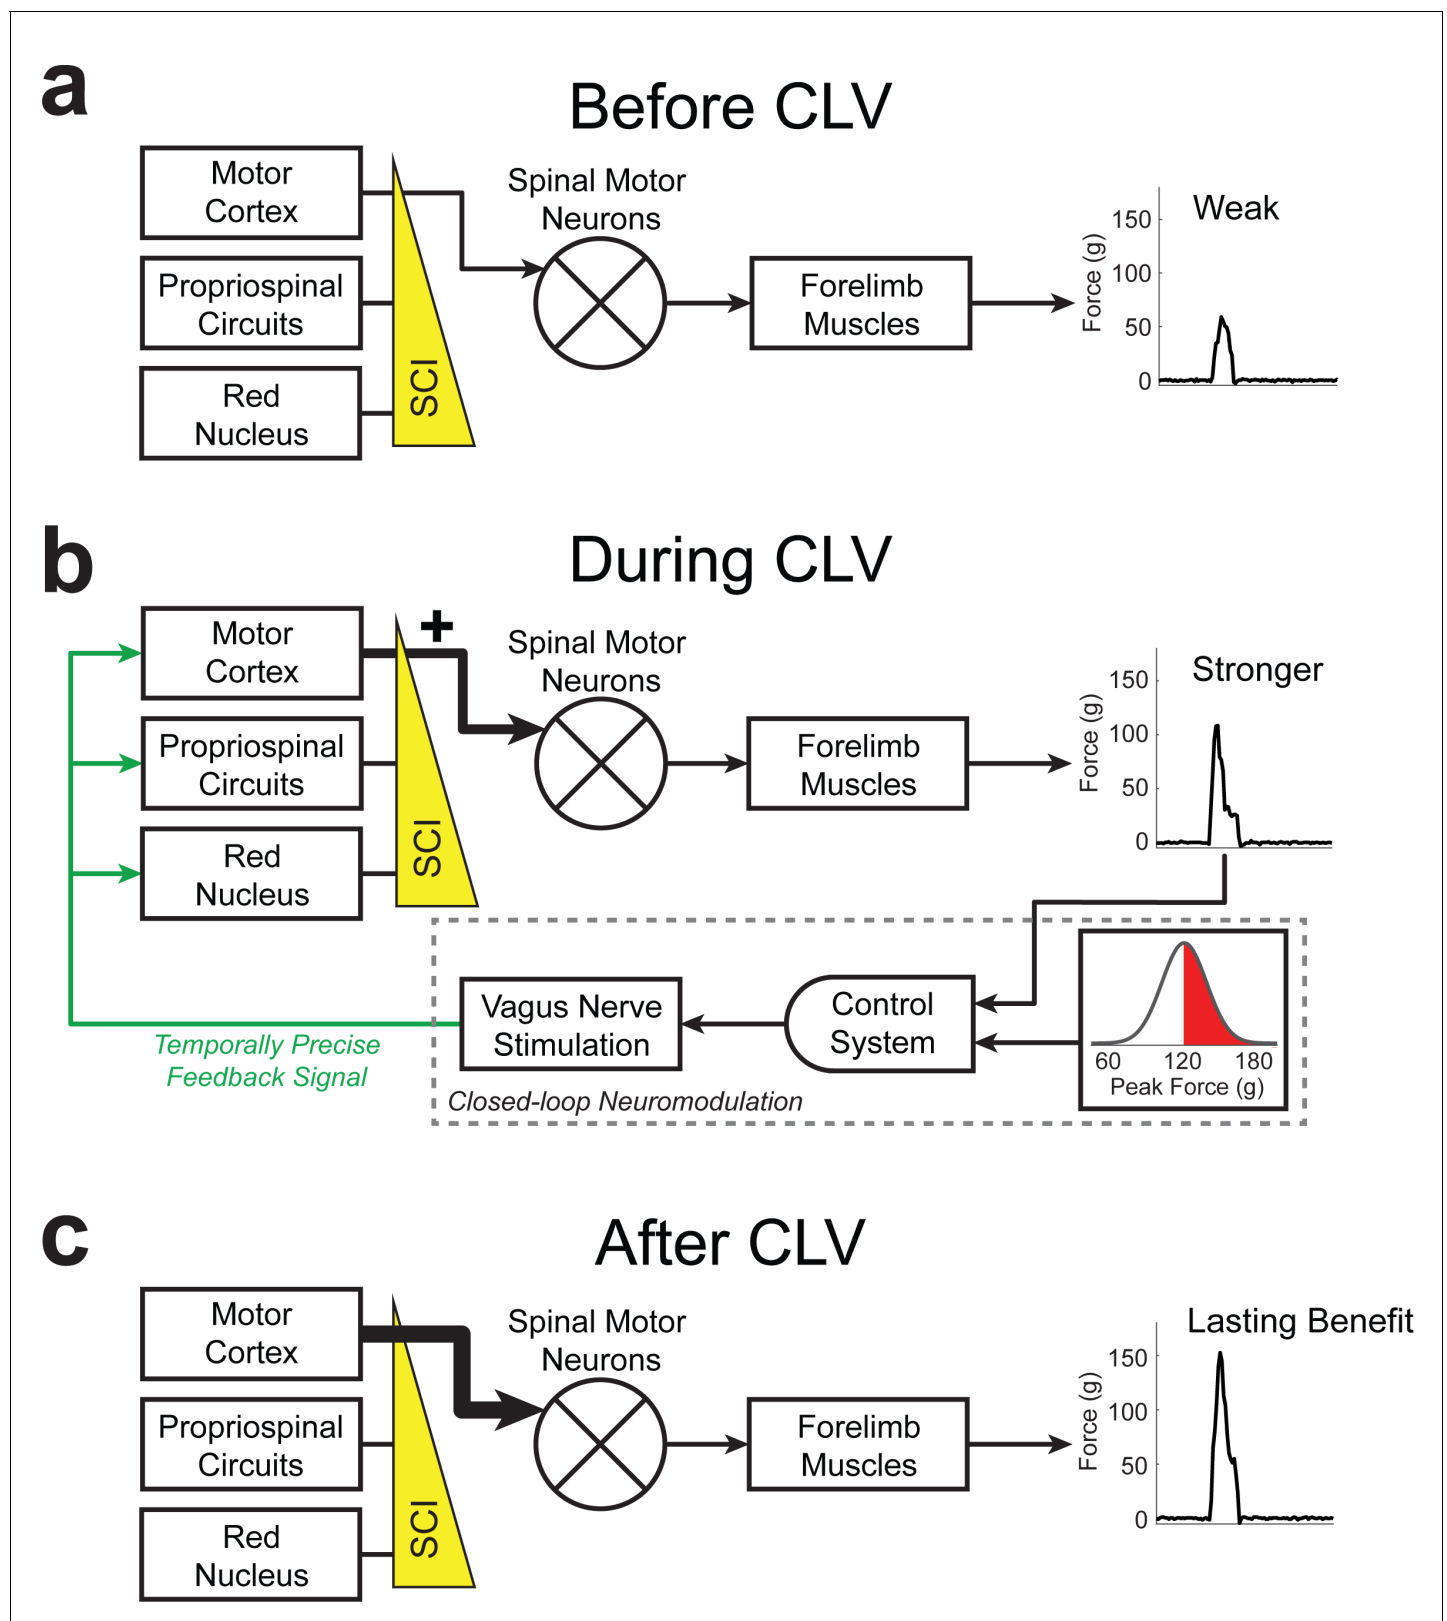 a
Before CLV
Motor
Cortex
Propriospinal
Circuits
Red
Nucleus
SCI
Spinal Motor
Neurons
Forelimb
Muscles
Weak
Force (g)
150
100
50
0
b
During CLV
Motor
Cortex
Propriospinal
Circuits
Red
Nucleus
SCI
+
Spinal Motor
Neurons
Forelimb
Muscles
Stronger
Force (g)
150
100
50
0
Temporally Precise
Feedback Signal
Vagus Nerve
Stimulation
Control
System
60 120 180
Peak Force (g)
Closed-loop Neuromodulation
c
After CLV
Motor
Cortex
Propriospinal
Circuits
Red
Nucleus
SCI
Spinal Motor
Neurons
Forelimb
Muscles
Lasting Benefit
Force (g)
150
100
50
0